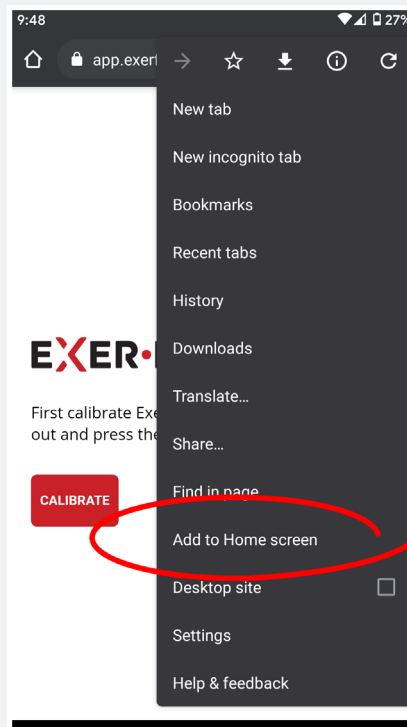 9:48
27%
app.exerf
New tab
New incognito tab
Bookmarks
Recent tabs
History
Downloads
Translate...
EXER•
First calibrate Exe
out and press the
Share...
CALIBRATE
Find in page
Add to Home screen
Desktop site
Settings
Help & feedback